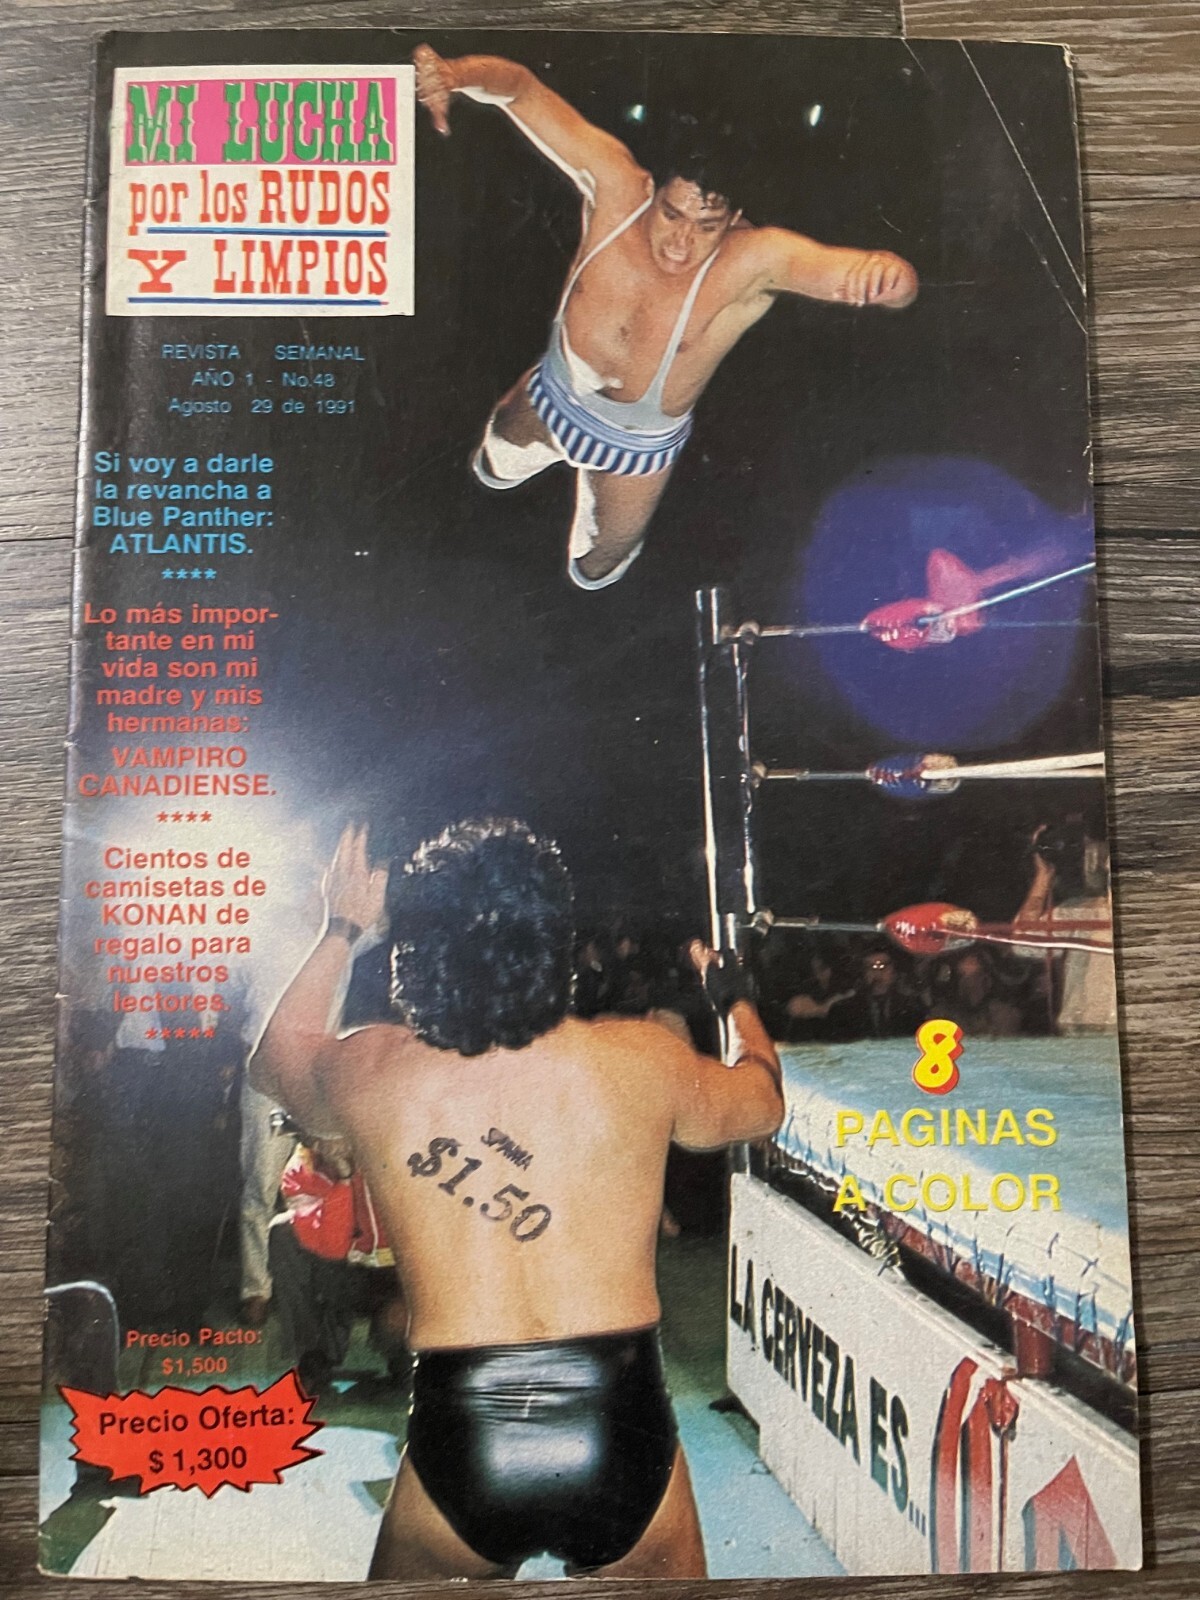 MI LUCHA
por los RUDOS
Y LIMPIOS
REVISTA SEMANAL
AÑO 1 - No.48
Agosto 29 de 1991
Si voy a darle
la revancha a
Blue Panther:
ATLANTIS.
****
Lo más impor-
tante en mi
vida son mi
madre y mis
hermanas:
VAMPIRO
CANADIENSE.
****
Cientos de
camisetas de
KONAN de
regalo para
nuestros
lectores.
*****
$1.50
8
PAGINAS
A COLOR
LA CERVEZA ES...
Precio Pacto:
$1,500
Precio Oferta:
$1,300